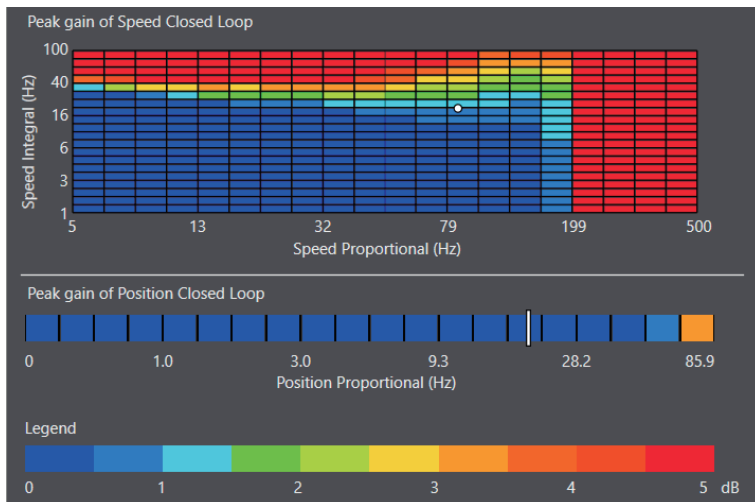 Peak gain of Speed Closed Loop
100
40
16
6
3
1
Speed Integral (Hz)
5 13 32 79 199 500
Speed Proportional (Hz)
Peak gain of Position Closed Loop
0 1.0 3.0 9.3 28.2 85.9
Position Proportional (Hz)
Legend
0 1 2 3 4 5 dB